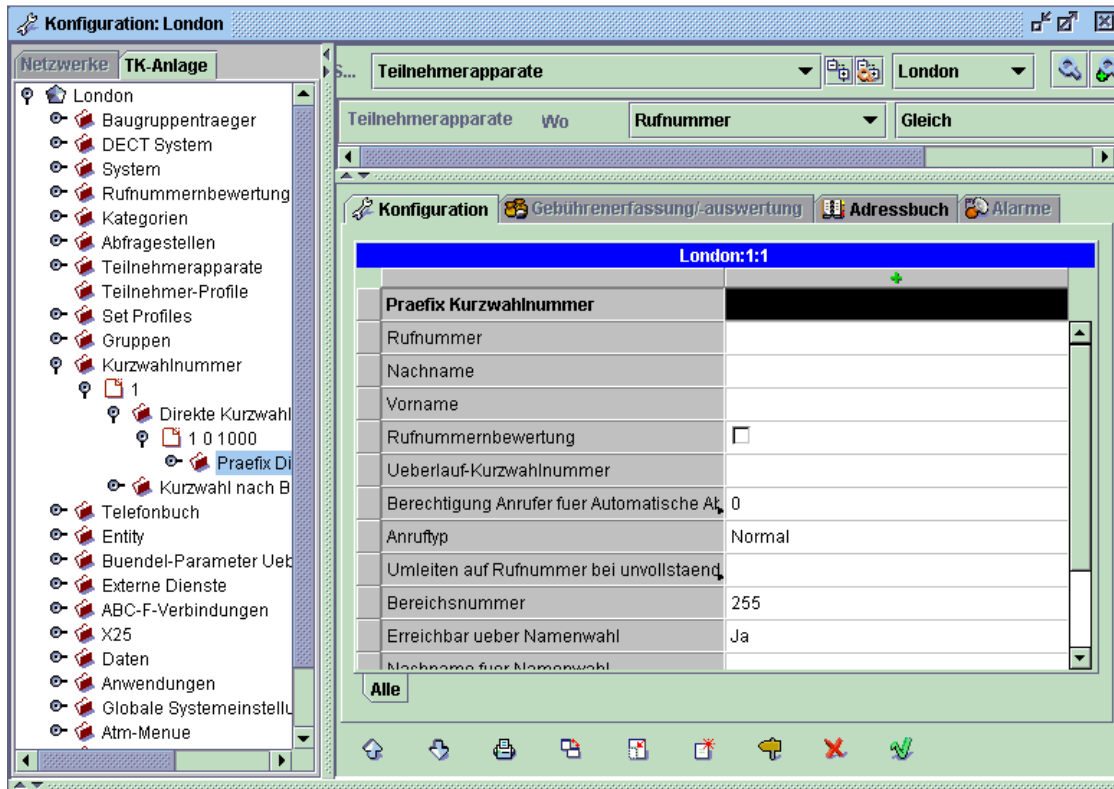 Konfiguration: London
Netzwerke TK-Anlage
London
Baugruppentraeger
DECT System
System
Rufnummernbewertung
Kategorien
Abfragestellen
Teilnehmerapparate
Teilnehmer-Profile
Set Profiles
Gruppen
Kurzwahlnummer
1
Direkte Kurzwahl
1 0 1000
Praefix Di
Kurzwahl nach B
Telefonbuch
Entity
Buendel-Parameter Ueb
Externe Dienste
ABC-F-Verbindungen
X25
Daten
Anwendungen
Globale Systemeinstellu
Atm-Menue
S... Teilnehmerapparate London
Teilnehmerapparate Wo Rufnummer Gleich
Konfiguration Gebührenerfassung/-auswertung Adressbuch Alarme
London:1:1
Praefix Kurzwahlnummer
Rufnummer
Nachname
Vorname
Rufnummernbewertung
Ueberlauf-Kurzwahlnummer
Berechtigung Anrufer fuer Automatische Ab 0
Anruftyp Normal
Umleiten auf Rufnummer bei unvollstaend
Bereichsnummer 255
Erreichbar ueber Namenwahl Ja
Nachname fuer Namenwahl
Alle